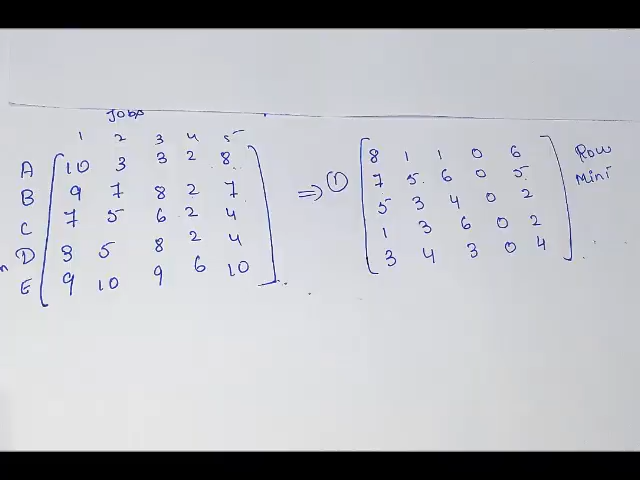 Jobs
1 2 3 4 5
A 10 3 3 2 8
B 9 7 8 2 7
C 7 5 6 2 4
D 3 5 8 2 4
E 9 10 9 6 10
⇒ ①
8 1 1 0 6
7 5 6 0 5
5 3 4 0 2
1 3 6 0 2
3 4 3 0 4
Row
Mini